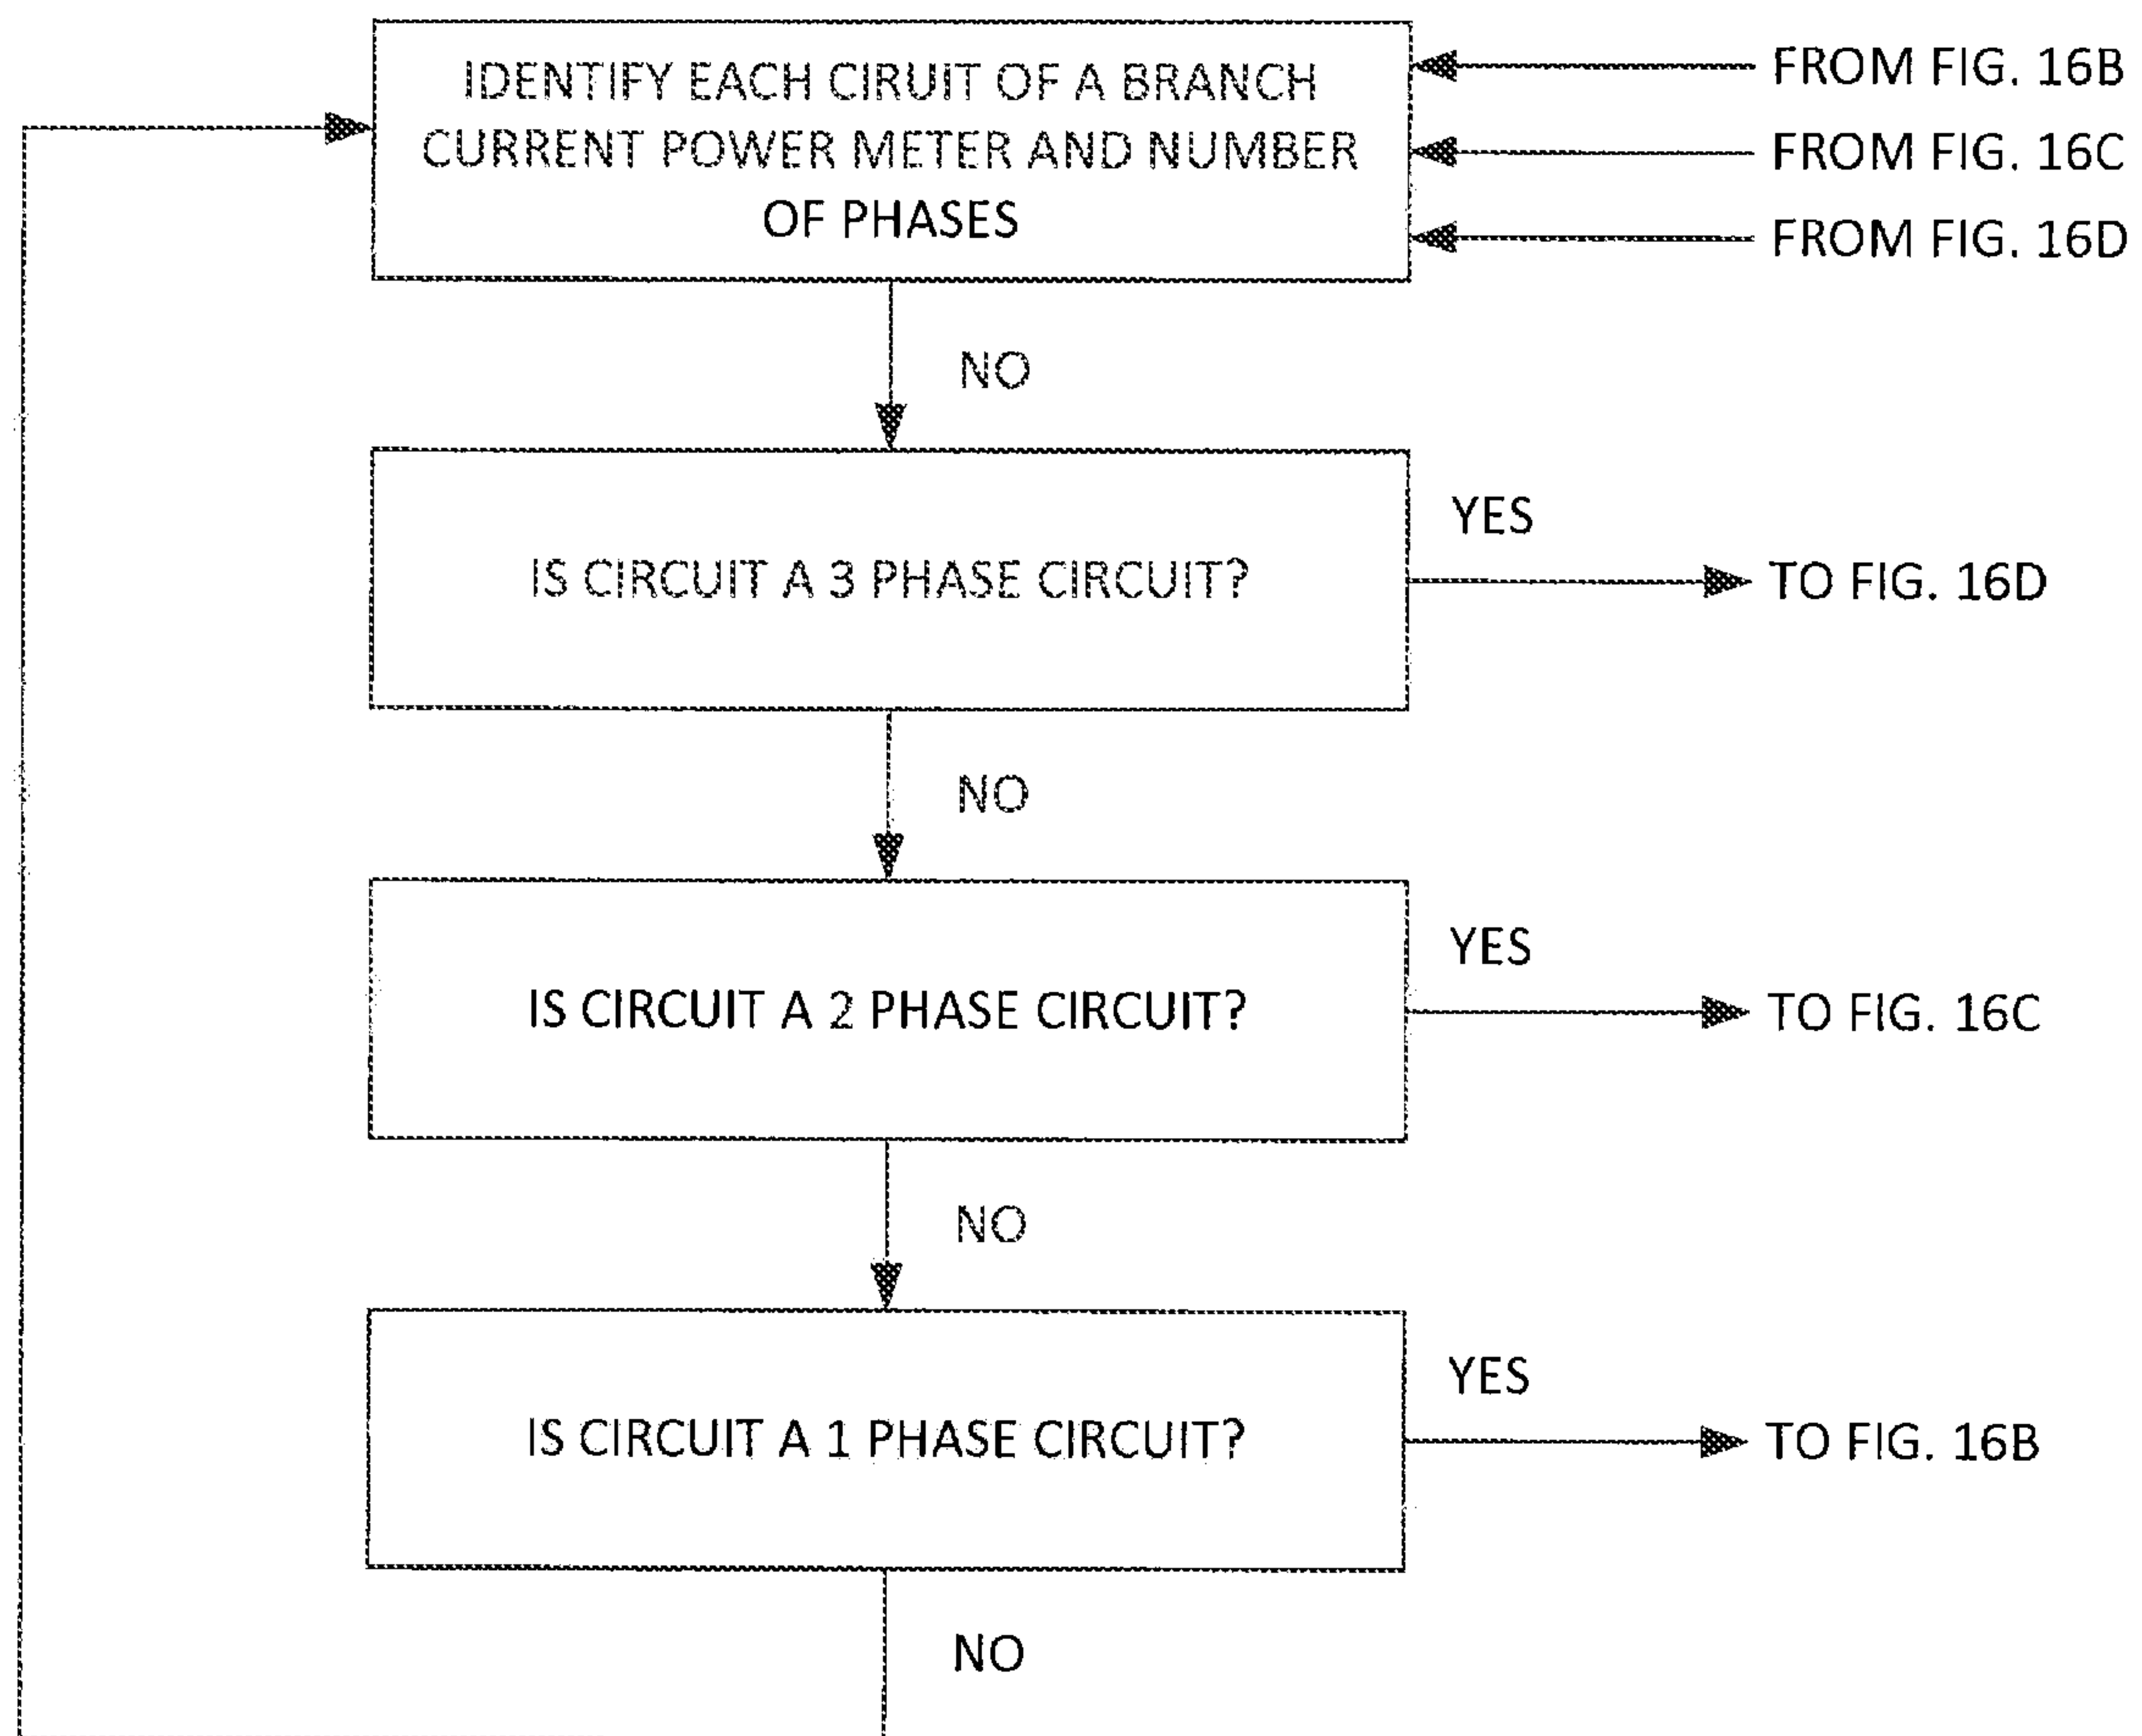 IDENTIFY EACH CIRUIT OF A BRANCH
CURRENT POWER METER AND NUMBER
OF PHASES
FROM FIG. 16B
FROM FIG. 16C
FROM FIG. 16D
NO
IS CIRCUIT A 3 PHASE CIRCUIT?
YES
TO FIG. 16D
NO
IS CIRCUIT A 2 PHASE CIRCUIT?
YES
TO FIG. 16C
NO
IS CIRCUIT A 1 PHASE CIRCUIT?
YES
TO FIG. 16B
NO